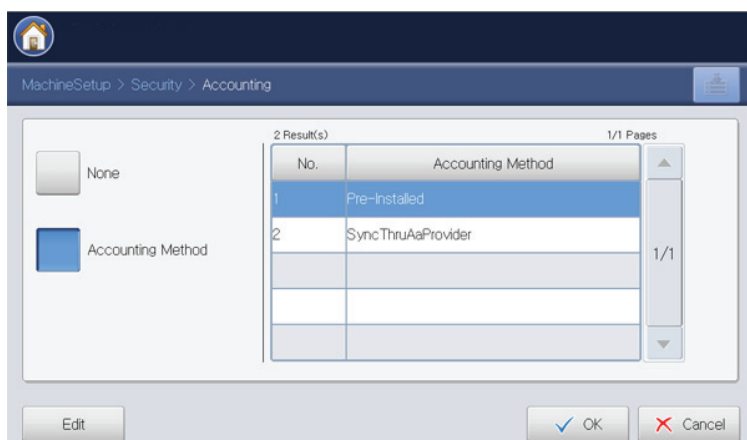 MachineSetup > Security > Accounting
2 Result(s) 1/1 Pages
No. Accounting Method
None
1 Pre-Installed
2 SyncThruAaProvider
Accounting Method
1/1
Edit OK Cancel